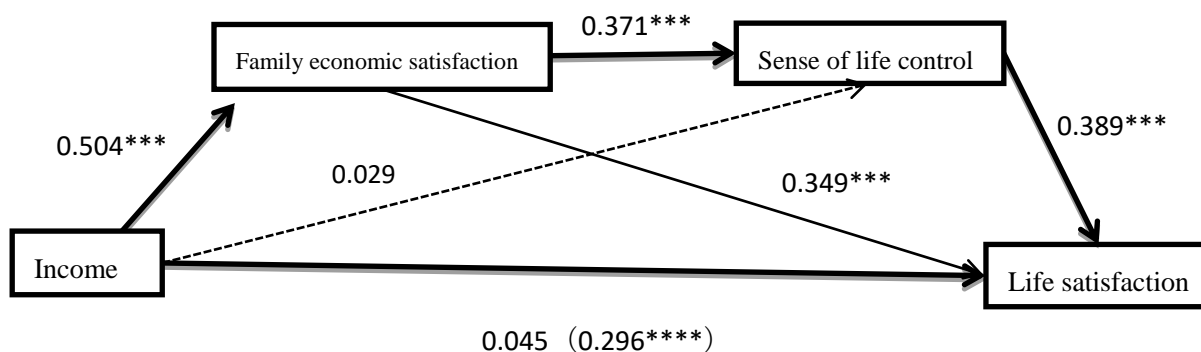 0.371***
Family economic satisfaction
Sense of life control
0.504***
0.389***
0.029
0.349***
Income
Life satisfaction
0.045（0.296****）